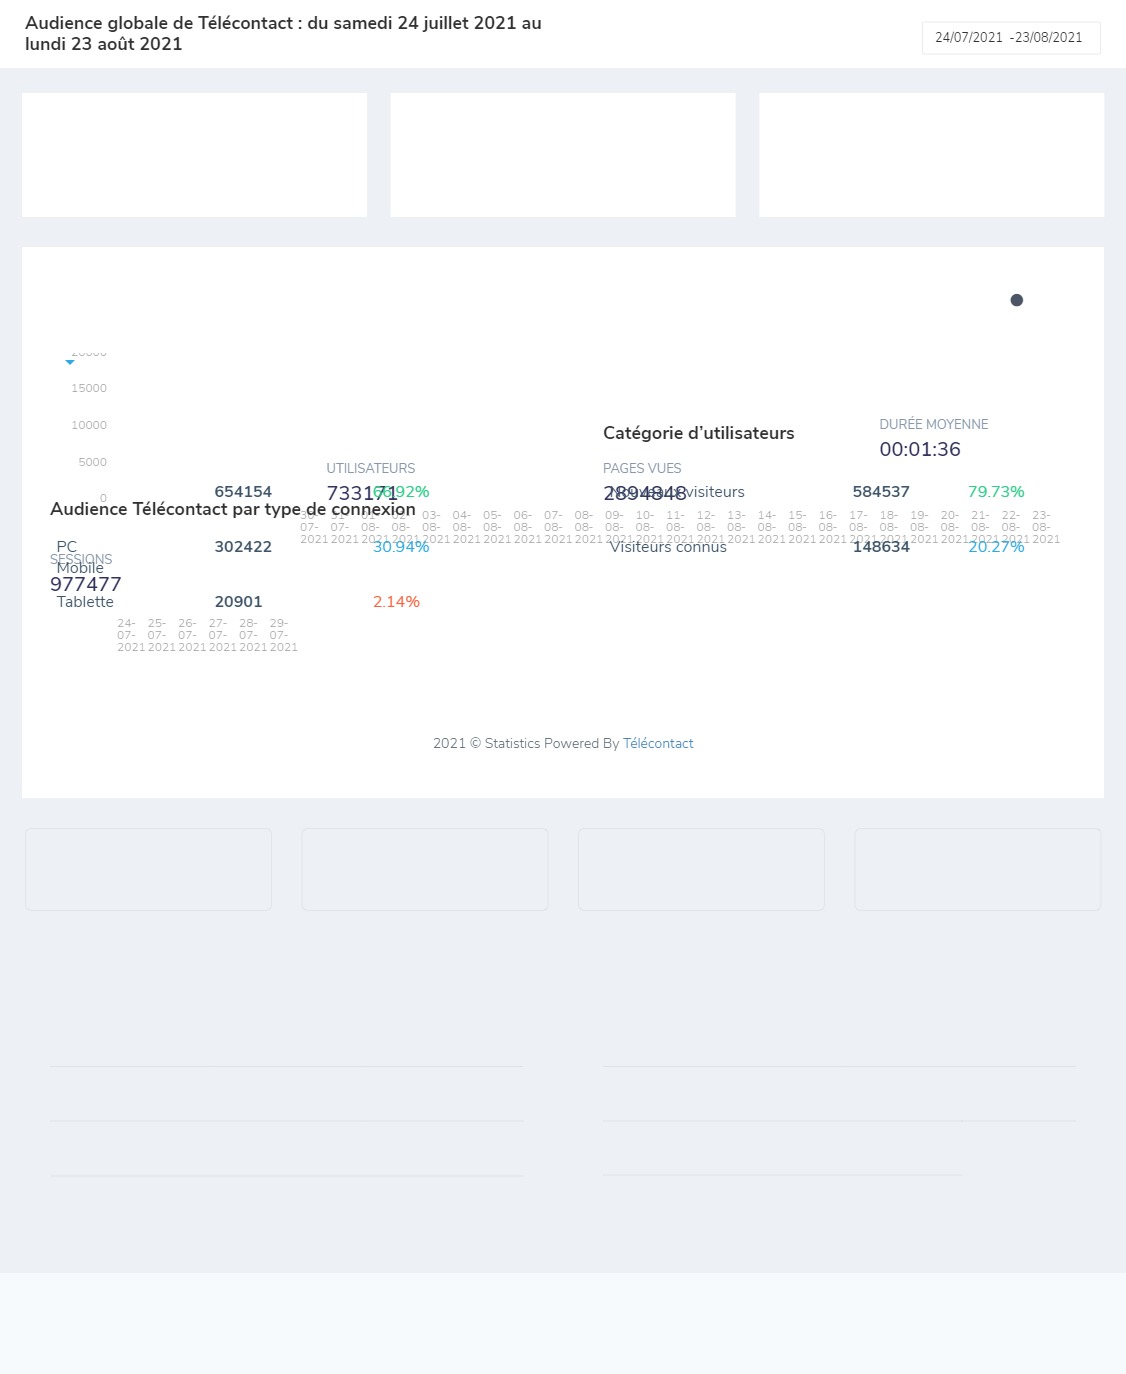 Audience globale de Télécontact : du samedi 24 juillet 2021 au
lundi 23 août 2021
24/07/2021 -23/08/2021
20000
15000
10000
5000
0
Catégorie d'utilisateurs
DURÉE MOYENNE
00:01:36
UTILISATEURS
733171
PAGES VUES
2894848
654154 66.92%
Nouveaux visiteurs 584537 79.73%
Audience Télécontact par type de connexion
30-07-2021 31-07-2021 01-08-2021 02-08-2021 03-08-2021 04-08-2021 05-08-2021 06-08-2021 07-08-2021 08-08-2021 09-08-2021 10-08-2021 11-08-2021 12-08-2021 13-08-2021 14-08-2021 15-08-2021 16-08-2021 17-08-2021 18-08-2021 19-08-2021 20-08-2021 21-08-2021 22-08-2021 23-08-2021
PC 302422 30.94%
Visiteurs connus 148634 20.27%
SESSIONS
Mobile
977477
Tablette 20901 2.14%
24-07-2021 25-07-2021 26-07-2021 27-07-2021 28-07-2021 29-07-2021
2021 © Statistics Powered By Télécontact